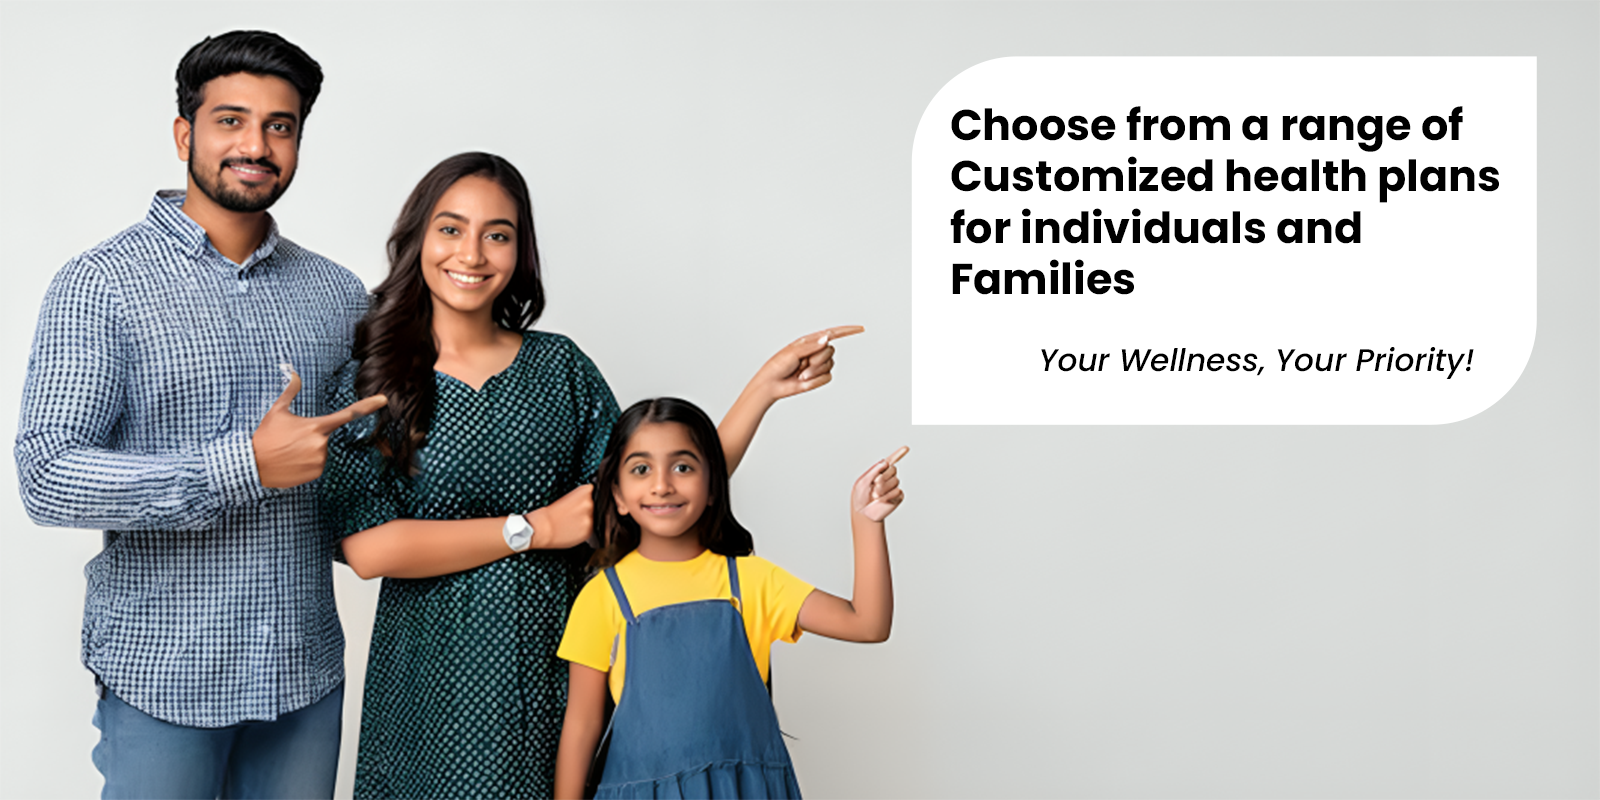 Choose from a range of
Customized health plans
for individuals and
Families
Your Wellness, Your Priority!